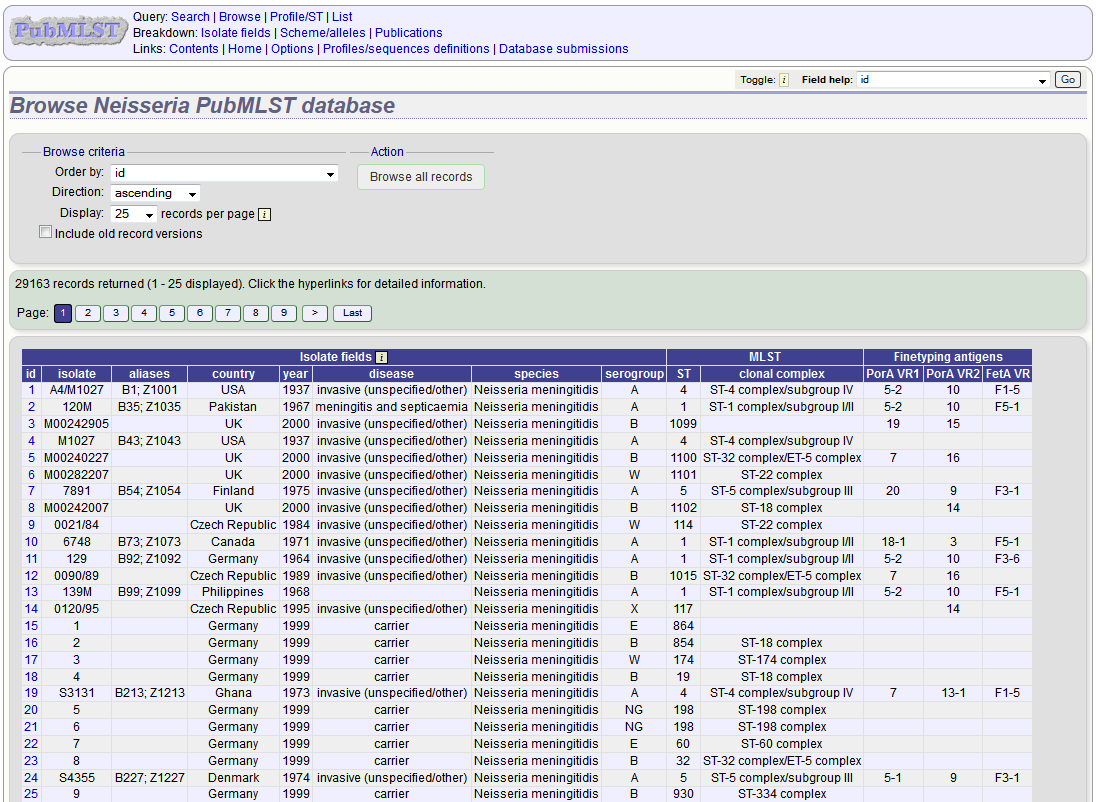 PubMLST
Query: Search | Browse | Profile/ST | List
Breakdown: Isolate fields | Scheme/alleles | Publications
Links: Contents | Home | Options | Profiles/sequences definitions | Database submissions
Toggle: i Field help: id Go
Browse Neisseria PubMLST database
Browse criteria Action
Order by: id Browse all records
Direction: ascending
Display: 25 records per page i
Include old record versions
29163 records returned (1 - 25 displayed). Click the hyperlinks for detailed information.
Page: 1 2 3 4 5 6 7 8 9 > Last
Isolate fields i MLST Finetyping antigens
id isolate aliases country year disease species serogroup ST clonal complex PorA VR1 PorA VR2 FetA VR
1 A4/M1027 B1; Z1001 USA 1937 invasive (unspecified/other) Neisseria meningitidis A 4 ST-4 complex/subgroup IV 5-2 10 F1-5
2 120M B35; Z1035 Pakistan 1967 meningitis and septicaemia Neisseria meningitidis A 1 ST-1 complex/subgroup I/II 5-2 10 F5-1
3 M00242905 UK 2000 invasive (unspecified/other) Neisseria meningitidis B 1099 19 15
4 M1027 B43; Z1043 USA 1937 invasive (unspecified/other) Neisseria meningitidis A 4 ST-4 complex/subgroup IV
5 M00240227 UK 2000 invasive (unspecified/other) Neisseria meningitidis B 1100 ST-32 complex/ET-5 complex 7 16
6 M00282207 UK 2000 invasive (unspecified/other) Neisseria meningitidis W 1101 ST-22 complex
7 7891 B54; Z1054 Finland 1975 invasive (unspecified/other) Neisseria meningitidis A 5 ST-5 complex/subgroup III 20 9 F3-1
8 M00242007 UK 2000 invasive (unspecified/other) Neisseria meningitidis B 1102 ST-18 complex 14
9 0021/84 Czech Republic 1984 invasive (unspecified/other) Neisseria meningitidis W 114 ST-22 complex
10 6748 B73; Z1073 Canada 1971 invasive (unspecified/other) Neisseria meningitidis A 1 ST-1 complex/subgroup I/II 18-1 3 F5-1
11 129 B92; Z1092 Germany 1964 invasive (unspecified/other) Neisseria meningitidis A 1 ST-1 complex/subgroup I/II 5-2 10 F3-6
12 0090/89 Czech Republic 1989 invasive (unspecified/other) Neisseria meningitidis B 1015 ST-32 complex/ET-5 complex 7 16
13 139M B99; Z1099 Philippines 1968 Neisseria meningitidis A 1 ST-1 complex/subgroup I/II 5-2 10 F5-1
14 0120/95 Czech Republic 1995 invasive (unspecified/other) Neisseria meningitidis X 117 14
15 1 Germany 1999 carrier Neisseria meningitidis E 864
16 2 Germany 1999 carrier Neisseria meningitidis B 854 ST-18 complex
17 3 Germany 1999 carrier Neisseria meningitidis W 174 ST-174 complex
18 4 Germany 1999 carrier Neisseria meningitidis B 19 ST-18 complex
19 S3131 B213; Z1213 Ghana 1973 invasive (unspecified/other) Neisseria meningitidis A 4 ST-4 complex/subgroup IV 7 13-1 F1-5
20 5 Germany 1999 carrier Neisseria meningitidis NG 198 ST-198 complex
21 6 Germany 1999 carrier Neisseria meningitidis NG 198 ST-198 complex
22 7 Germany 1999 carrier Neisseria meningitidis E 60 ST-60 complex
23 8 Germany 1999 carrier Neisseria meningitidis B 32 ST-32 complex/ET-5 complex
24 S4355 B227; Z1227 Denmark 1974 invasive (unspecified/other) Neisseria meningitidis A 5 ST-5 complex/subgroup III 5-1 9 F3-1
25 9 Germany 1999 carrier Neisseria meningitidis B 930 ST-334 complex